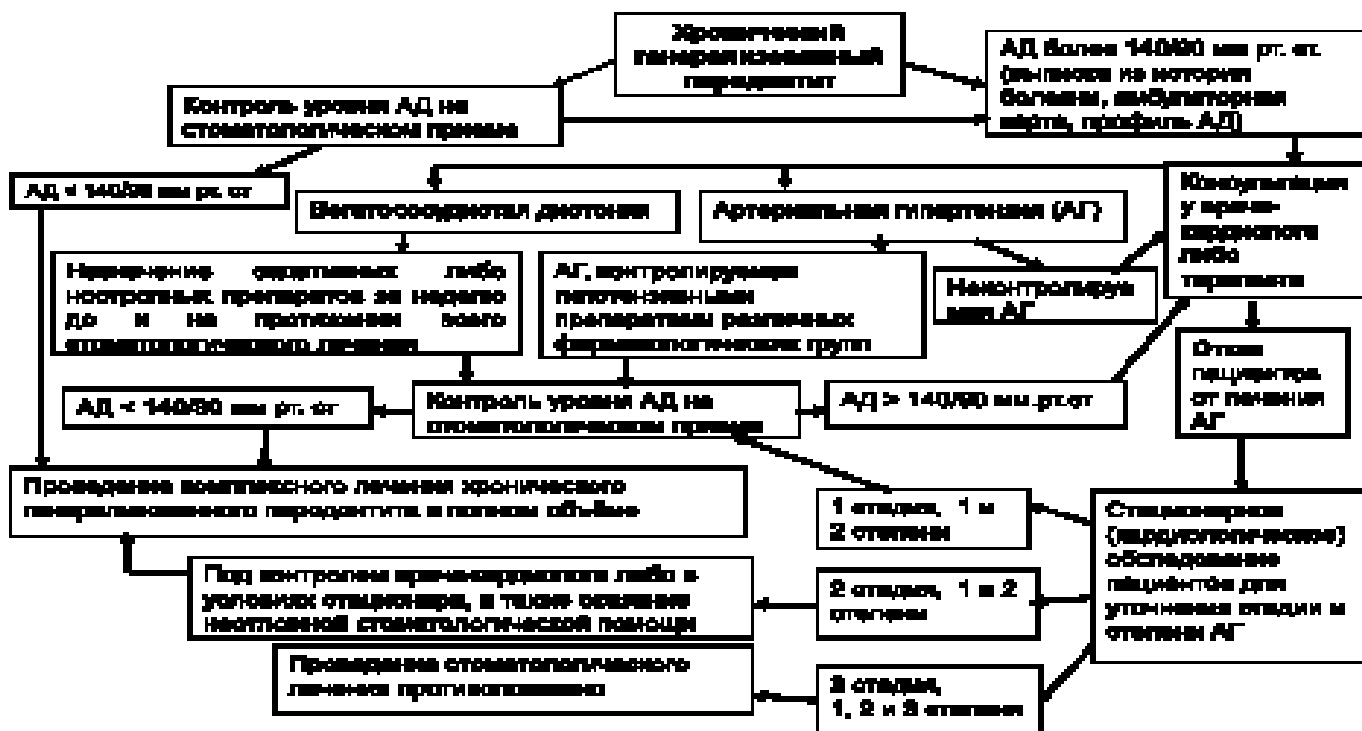 Хронический
генерализованный
пародонтит
АД более 140/90 мм рт. ст.
(выписка из истории
болезни, амбулаторная
карта, профиль АД)
Контроль уровня АД на
стоматологическом приеме
АД < 140/90 мм рт. ст
Вегетососудистая дистония
Артериальная гипертензия (АГ)
Консультация
у врача-
кардиолога
либо
терапевта
Назначение седативных либо
ноотропных препаратов за неделю
до и на протяжении всего
стоматологического лечения
АГ, контролируемая
гипотензивными
препаратами различных
фармакологических групп
Неконтролируе
мая АГ
Отказ
пациента
от лечения
АГ
АД < 140/90 мм рт. ст
Контроль уровня АД на
стоматологическом приеме
АД > 140/90 мм.рт.ст
Проведение комплексного лечения хронического
генерализованного пародонтита в полном объёме
1 стадия, 1 и
2 степени
Стационарное
(кардиологическое)
обследование
пациентов для
уточнения стадии и
степени АГ
Под контролем врача-кардиолога либо в
условиях стационара, а также оказание
неотложной стоматологической помощи
2 стадия, 1 и 2
степени
Проведение стоматологического
лечения противопоказано
3 стадия,
1, 2 и 3 степени